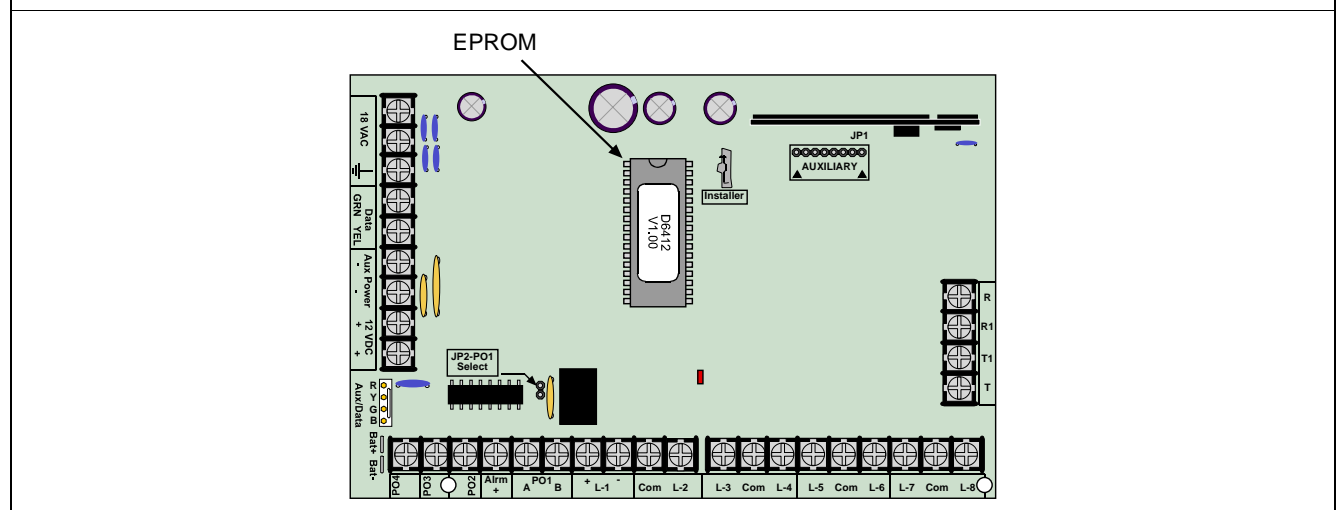 EPROM
18 VAC
Data
GRN YEL
Aux Power
- -
12 VDC
+ +
R
Y
G
B
Aux/Data
Bat+ Bat-
JP1
AUXILIARY
Installer
D6412
V1.00
JP2-PO1
Select
R
R1
T1
T
PO4
PO3
PO2
Alrm
+
PO1
A B
+ L-1 -
Com L-2
L-3 Com L-4
L-5 Com L-6
L-7 Com L-8